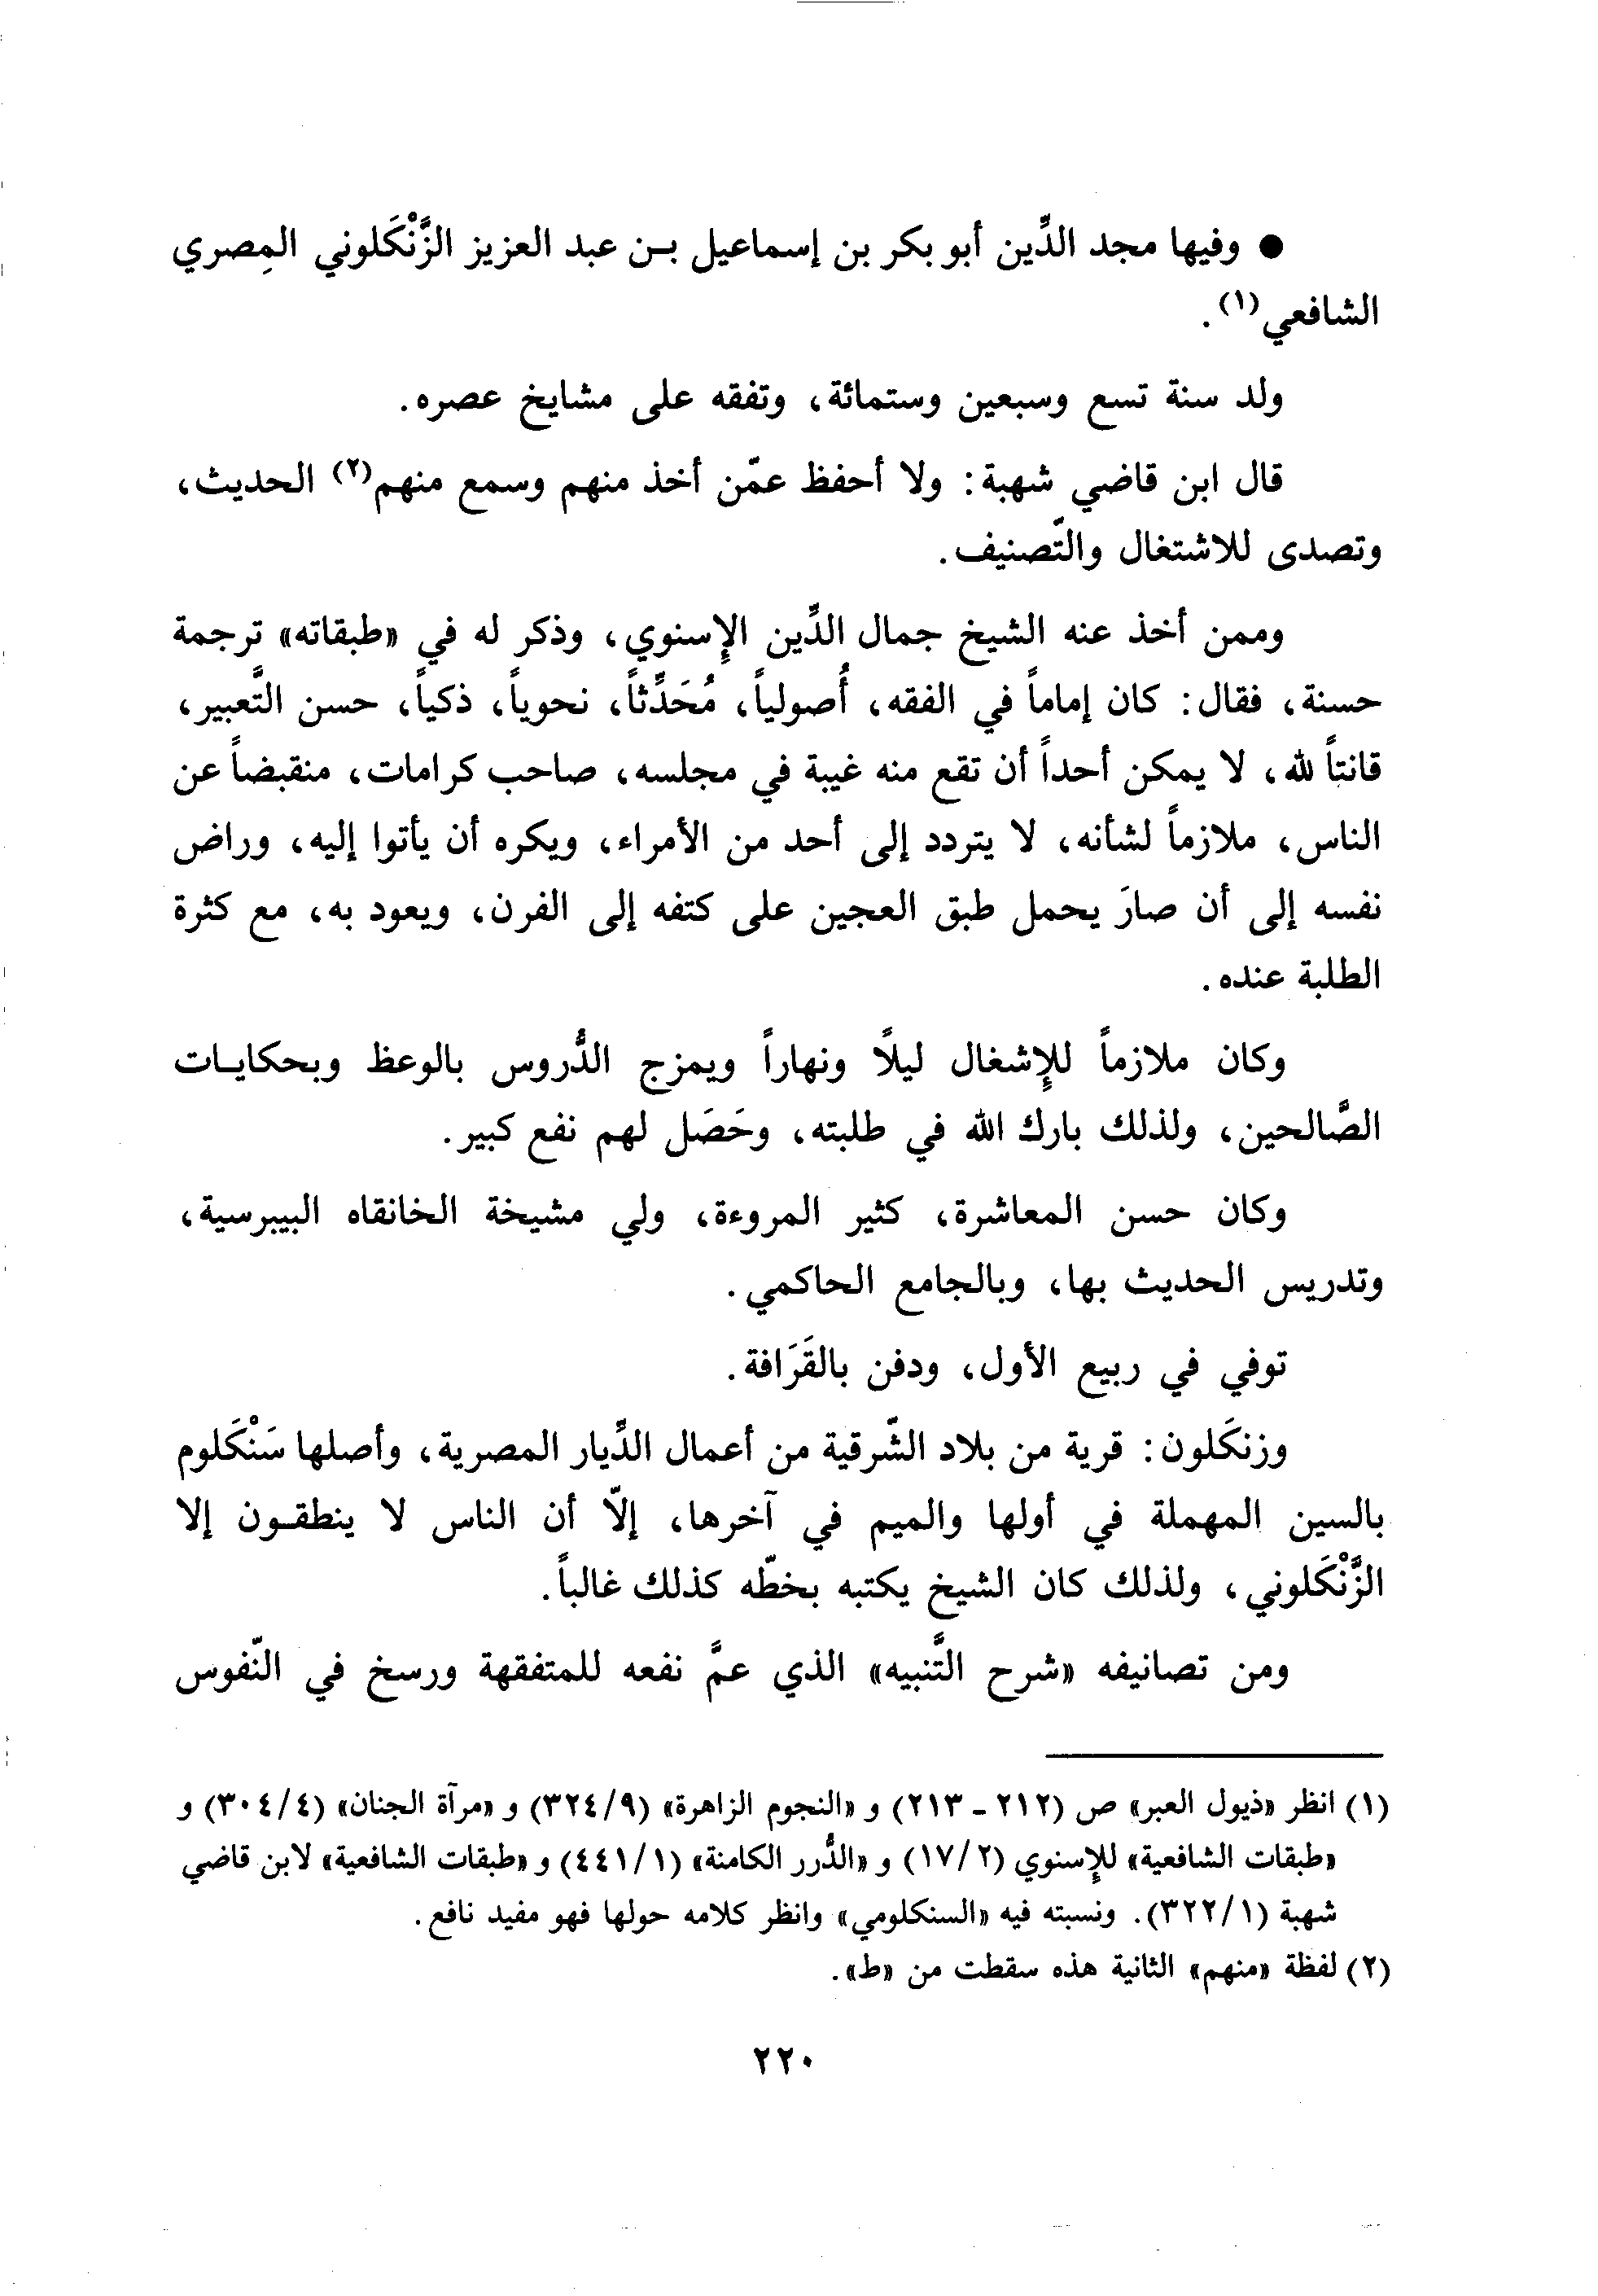 ● وفيها مجد الدِّين أبو بكر بن إسماعيل بـن عبد العزيز الزَّنْكَلوني المِصري
الشافعي(١).
ولد سنة تسع وسبعين وستمائة، وتفقه على مشايخ عصره.
قال ابن قاضي شهبة: ولا أحفظ عمّن أخذ منهم وسمع منهم(٢) الحديث،
وتصدى للاشتغال والتّصنيف.
وممن أخذ عنه الشيخ جمال الدِّين الإِسنوي، وذكر له في «طبقاته» ترجمة
حسنة، فقال: كان إماماً في الفقه، أُصولياً، مُحَدِّثاً، نحوياً، ذكياً، حسن التَّعبير،
قانتاً لله، لا يمكن أحداً أن تقع منه غيبة في مجلسه، صاحب كرامات، منقبضاً عن
الناس، ملازماً لشأنه، لا يتردد إلى أحد من الأمراء، ويكره أن يأتوا إليه، وراض
نفسه إلى أن صارَ يحمل طبق العجين على كتفه إلى الفرن، ويعود به، مع كثرة
الطلبة عنده.
وكان ملازماً للإِشغال ليلًا ونهاراً ويمزج الدُّروس بالوعظ وبحكايـات
الصَّالحين، ولذلك بارك الله في طلبته، وحَصَل لهم نفع كبير.
وكان حسن المعاشرة، كثير المروءة، ولي مشيخة الخانقاه البيبرسية،
وتدريس الحديث بها، وبالجامع الحاكمي.
توفي في ربيع الأول، ودفن بالقَرَافة.
وزنكَلون: قرية من بلاد الشّرقية من أعمال الدِّيار المصرية، وأصلها سَنْكَلوم
بالسين المهملة في أولها والميم في آخرها، إلّا أن الناس لا ينطقـون إلا
الزَّنْكَلوني، ولذلك كان الشيخ يكتبه بخطّه كذلك غالباً.
ومن تصانيفه «شرح التَّنبيه» الذي عمَّ نفعه للمتفقهة ورسخ في النّفوس
(١) انظر «ذيول العبر» ص (٢١٢ ـ ٢١٣) و «النجوم الزاهرة» (٣٢٤/٩) و «مرآة الجنان» (٣٠٤/٤) و
«طبقات الشافعية» للإِسنوي (١٧/٢) و «الدُّرر الكامنة» (٤٤١/١) و «طبقات الشافعية» لابن قاضي
شهبة (٣٢٢/١). ونسبته فيه «السنكلومي» وانظر كلامه حولها فهو مفيد نافع.
(٢) لفظة «منهم» الثانية هذه سقطت من «ط».
٢٢٠